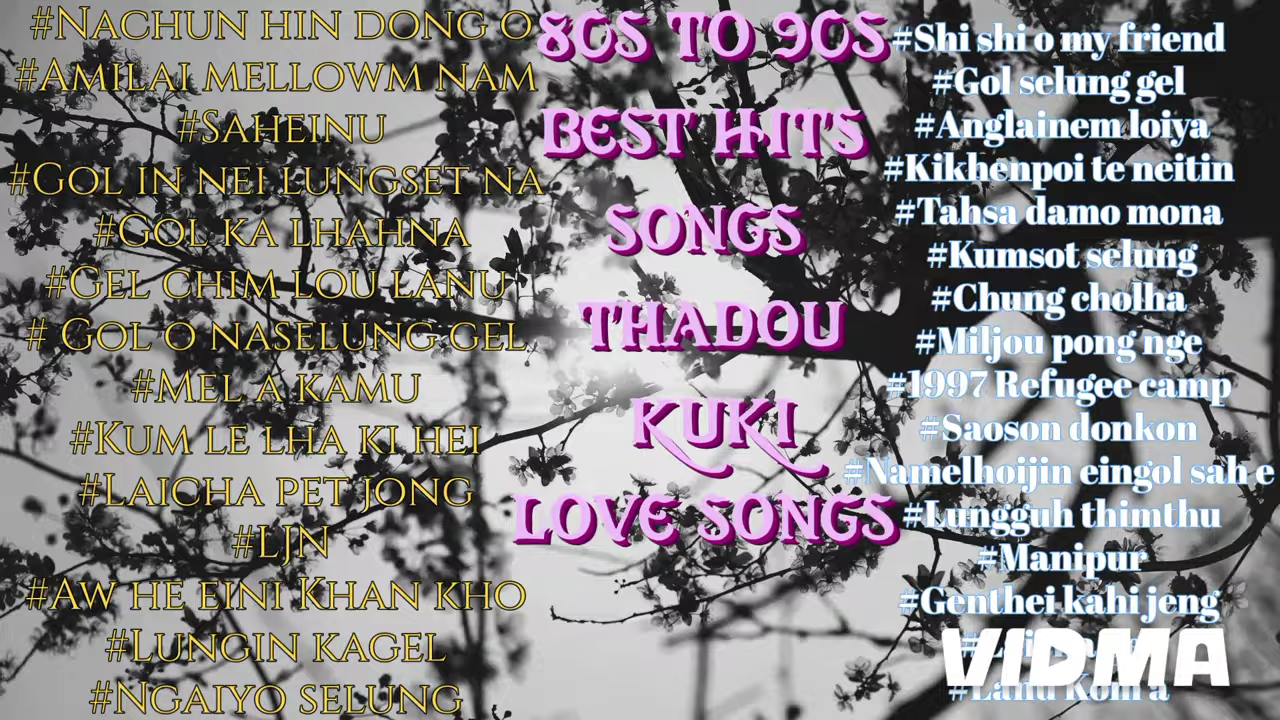 #Nachun hin dong o
#Amilai mellowm nam
#Saheinu
#Gol in nei lungset na
#Gol ka lhahna
#Gel chim lou lanu
# Gol o naselung gel
#Mel a kamu
#Kum le lha ki hei
#Laicha pet jong
#LJN
#Aw he eini Khan kho
#Lungin kagel
#Ngaiyo selung
80s to 90s
Best Hits
Songs
Thadou
Kuki
Love Songs
#Shi shi o my friend
#Gol selung gel
#Anglainem loiya
#Kikhenpoi te neitin
#Tahsa damo mona
#Kumsot selung
#Chung cholha
#Miljou pong nge
#1997 Refugee camp
#Saoson donkon
#Namelhoijin eingol sah e
#Lungguh thimthu
#Manipur
#Genthei kahi jeng
#Lanu Kom a
VIDMA